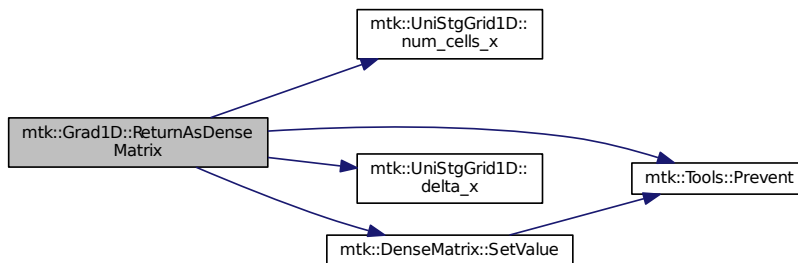 mtk::UniStgGrid1D::
num_cells_x
mtk::Grad1D::ReturnAsDense
Matrix
mtk::UniStgGrid1D::
delta_x
mtk::Tools::Prevent
mtk::DenseMatrix::SetValue